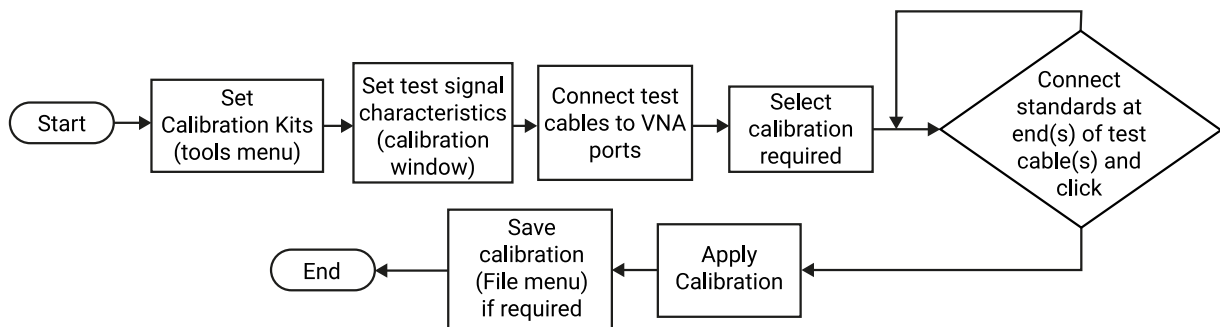 Start
Set
Calibration Kits
(tools menu)
Set test signal
characteristics
(calibration
window)
Connect test
cables to VNA
ports
Select
calibration
required
Connect
standards at
end(s) of test
cable(s) and
click
Apply
Calibration
Save
calibration
(File menu)
if required
End